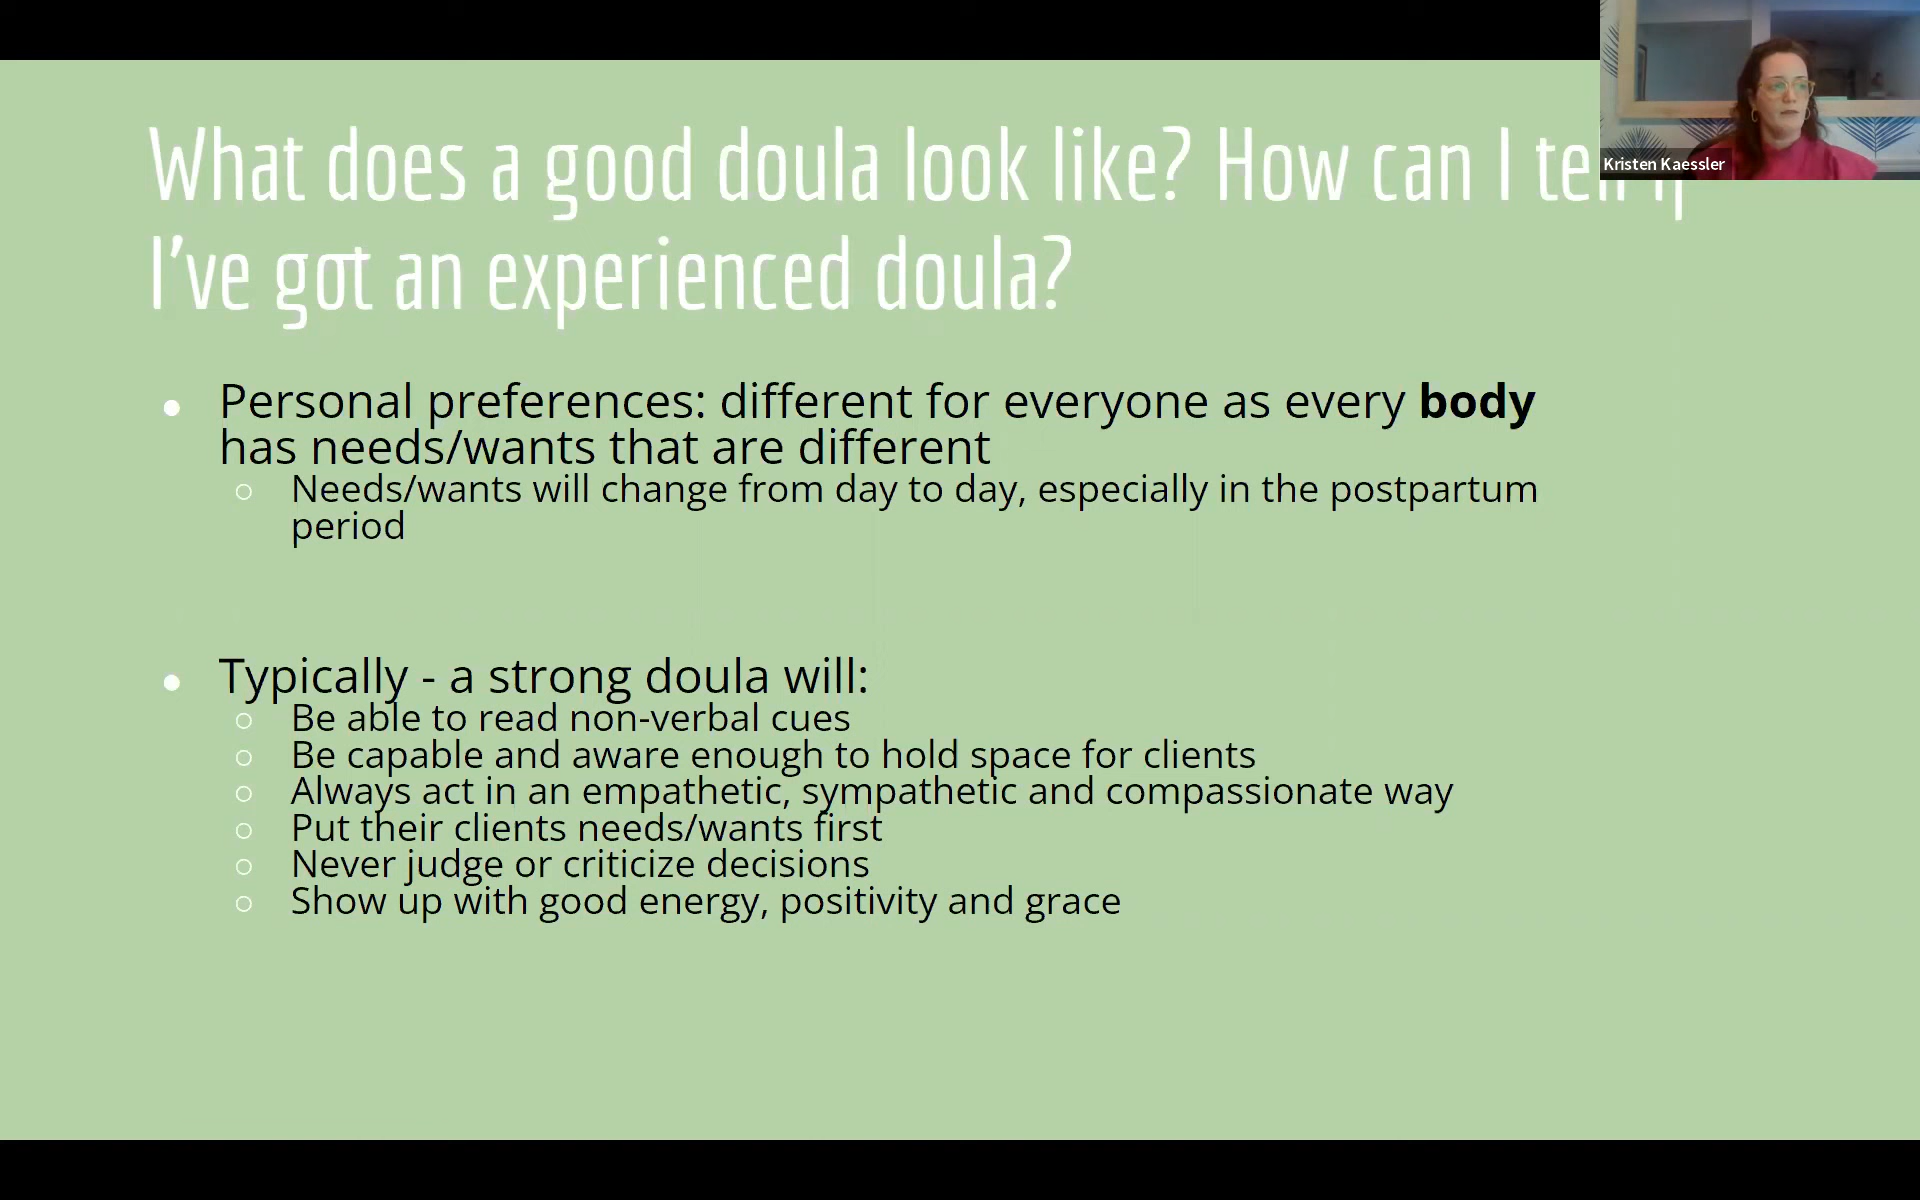 What does a good doula look like? How can I tell if
I've got an experienced doula?
Kristen Kaessler
● Personal preferences: different for everyone as every body
has needs/wants that are different
○ Needs/wants will change from day to day, especially in the postpartum
period
● Typically - a strong doula will:
○ Be able to read non-verbal cues
○ Be capable and aware enough to hold space for clients
○ Always act in an empathetic, sympathetic and compassionate way
○ Put their clients needs/wants first
○ Never judge or criticize decisions
○ Show up with good energy, positivity and grace